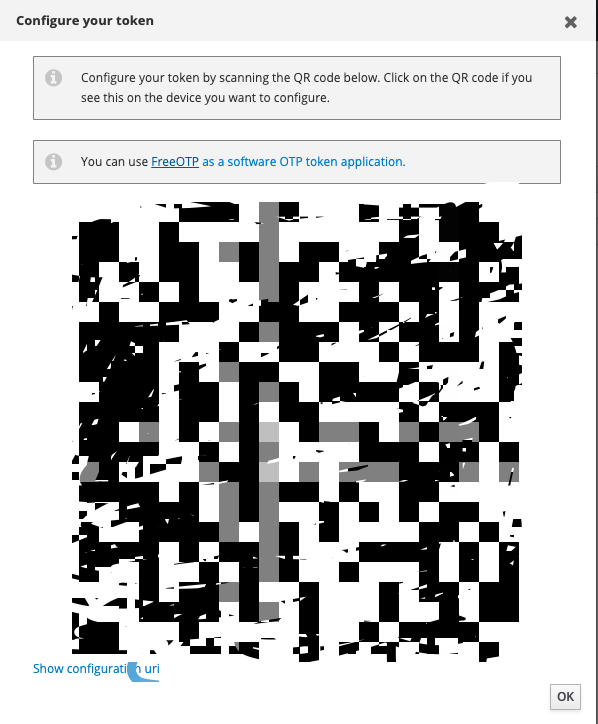 Configure your token
Configure your token by scanning the QR code below. Click on the QR code if you
see this on the device you want to configure.
You can use FreeOTP as a software OTP token application.
Show configuration uri
OK